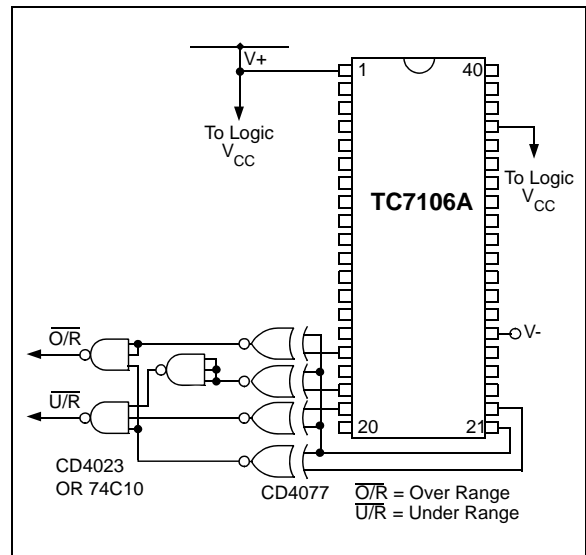 V+
1
40
To Logic
VCC
To Logic
VCC
TC7106A
O/R
V-
U/R
20
21
CD4023
OR 74C10
CD4077
O/R = Over Range
U/R = Under Range